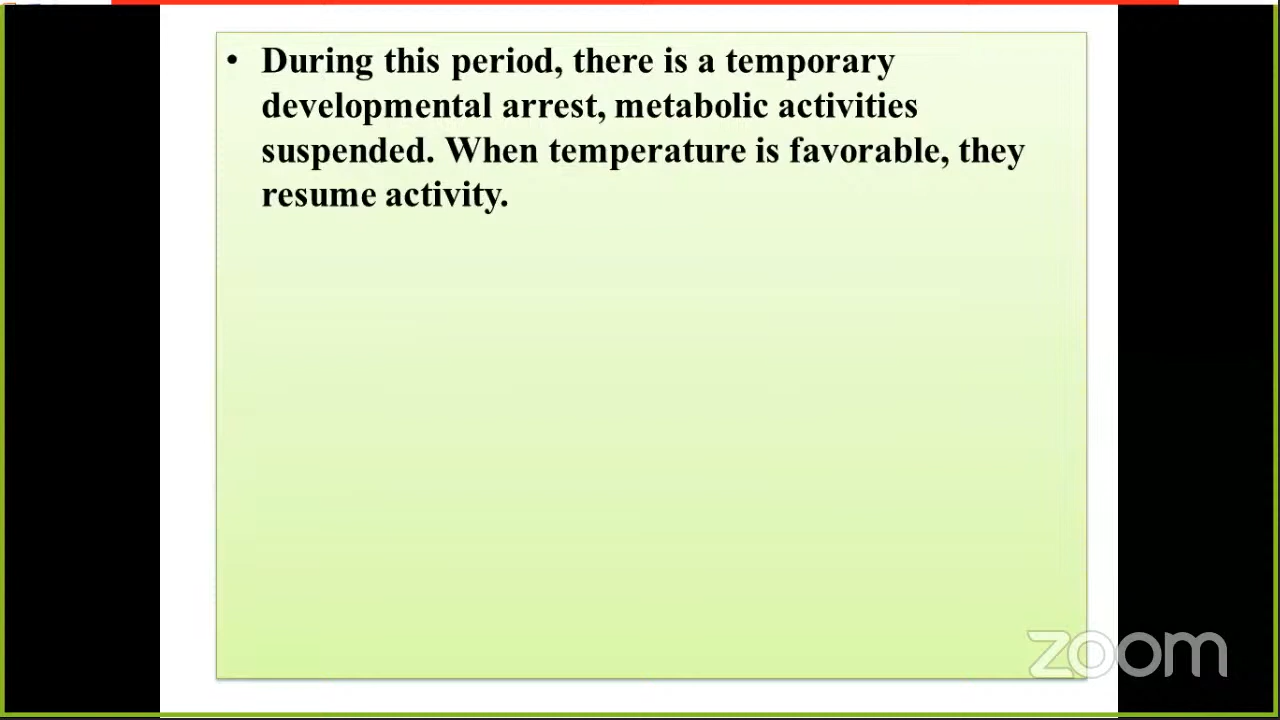 • During this period, there is a temporary
developmental arrest, metabolic activities
suspended. When temperature is favorable, they
resume activity.
zoom